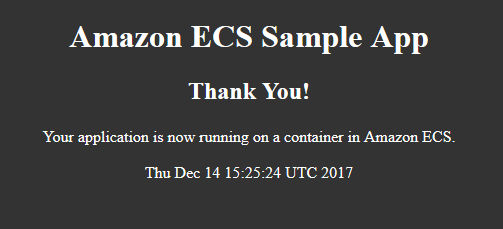 Amazon ECS Sample App
Thank You!
Your application is now running on a container in Amazon ECS.
Thu Dec 14 15:25:24 UTC 2017